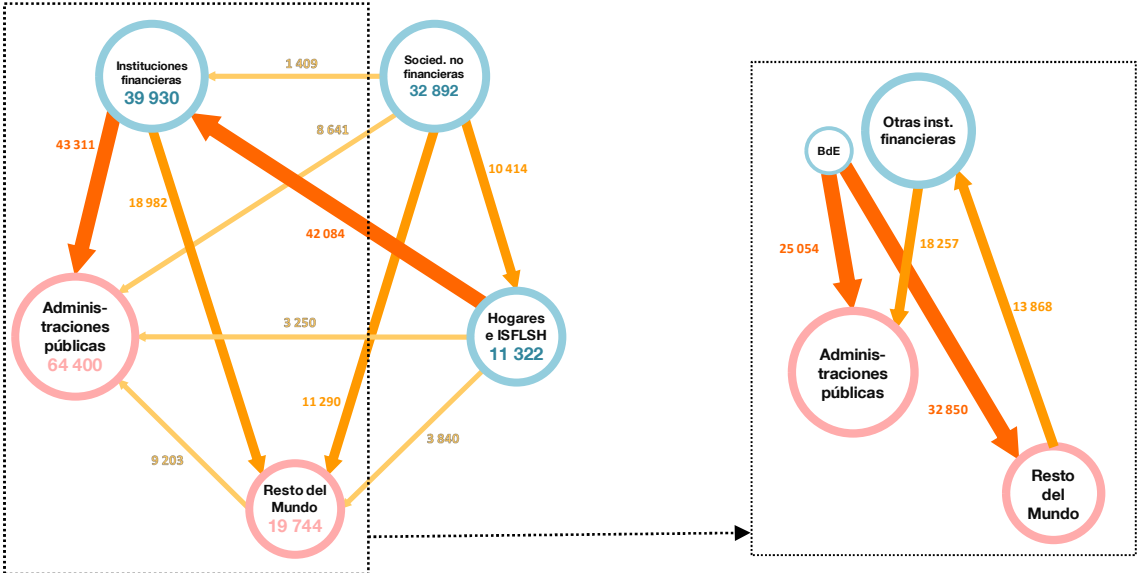 Instituciones
financieras
39 930
Socied. no
financieras
32 892
1 409
8 641
43 311
10 414
18 982
42 084
Adminis-
traciones
públicas
64 400
3 250
Hogares
e ISFLSH
11 322
11 290
3 840
9 203
Resto del
Mundo
19 744
BdE
Otras inst.
financieras
25 054
18 257
13 868
Adminis-
traciones
públicas
32 850
Resto
del
Mundo